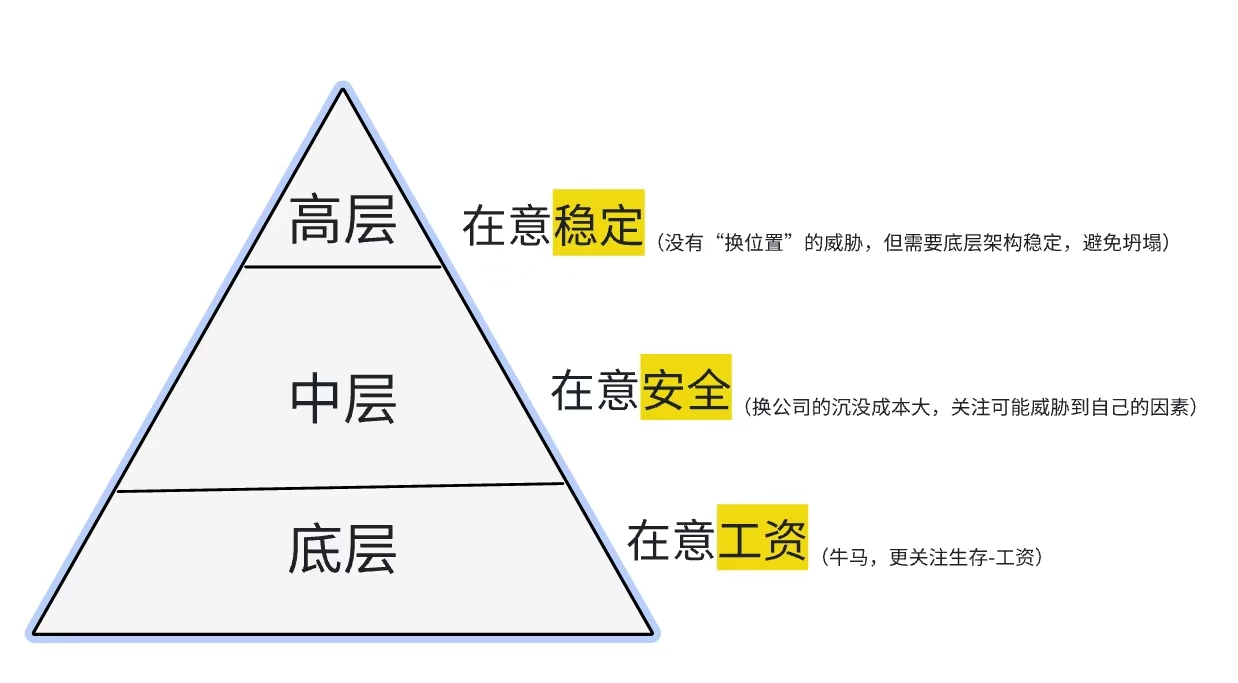 高层
在意稳定（没有“换位置”的威胁，但需要底层架构稳定，避免坍塌）
中层
在意安全（换公司的沉没成本大，关注可能威胁到自己的因素）
底层
在意工资（牛马，更关注生存-工资）